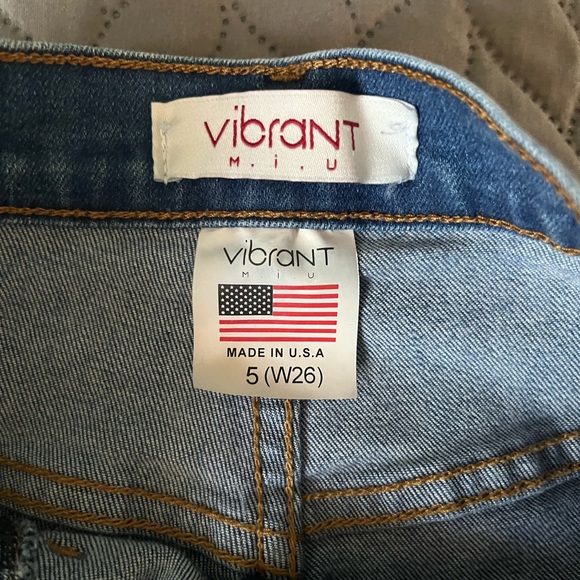 vibraNT
M.i.U
vibraNT
M i U
MADE IN U.S.A
5 (W26)